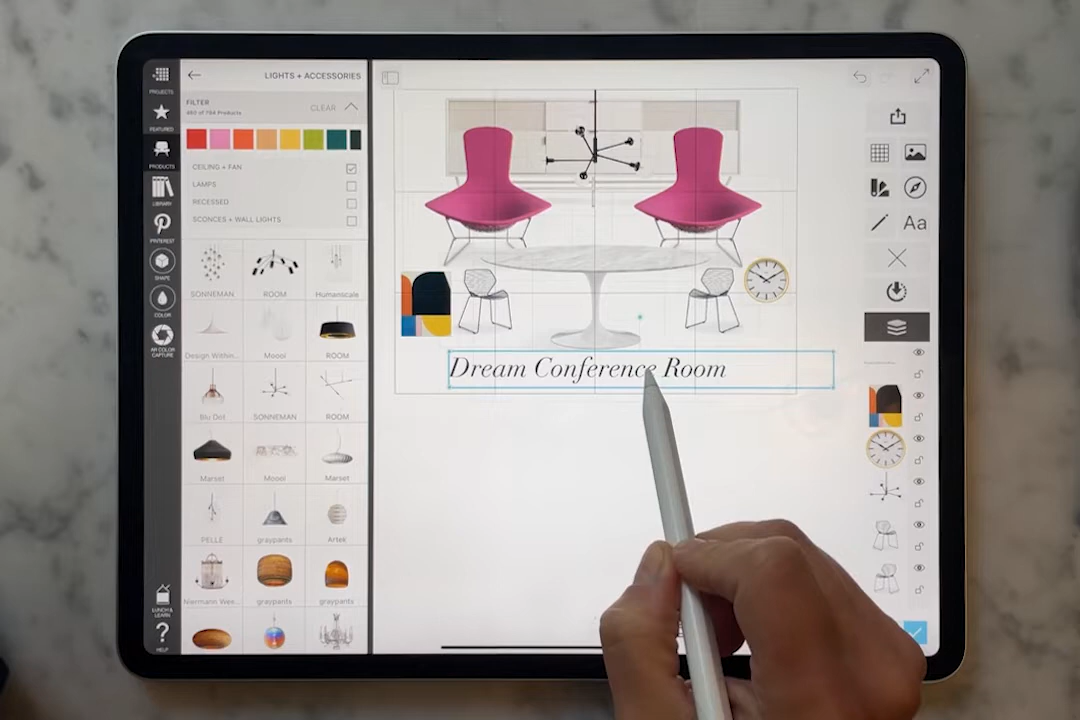 PROJECTS
FEATURED
PRODUCTS
LIBRARY
PINTEREST
SHAPE
COLOR
AR COLOR
CAPTURE
LUNCH &
LEARN
?
HELP
LIGHTS + ACCESSORIES
FILTER
CLEAR
CEILING + FAN
LAMPS
RECESSED
SCONCES + WALL LIGHTS
SONNEMAN
ROOM
Humanscale
Moooi
ROOM
Blu Dot
SONNEMAN
ROOM
Marset
Moooi
Marset
PELLE
graypants
Artek
Niermann Wee...
graypants
graypants
Dream Conference Room
Aa